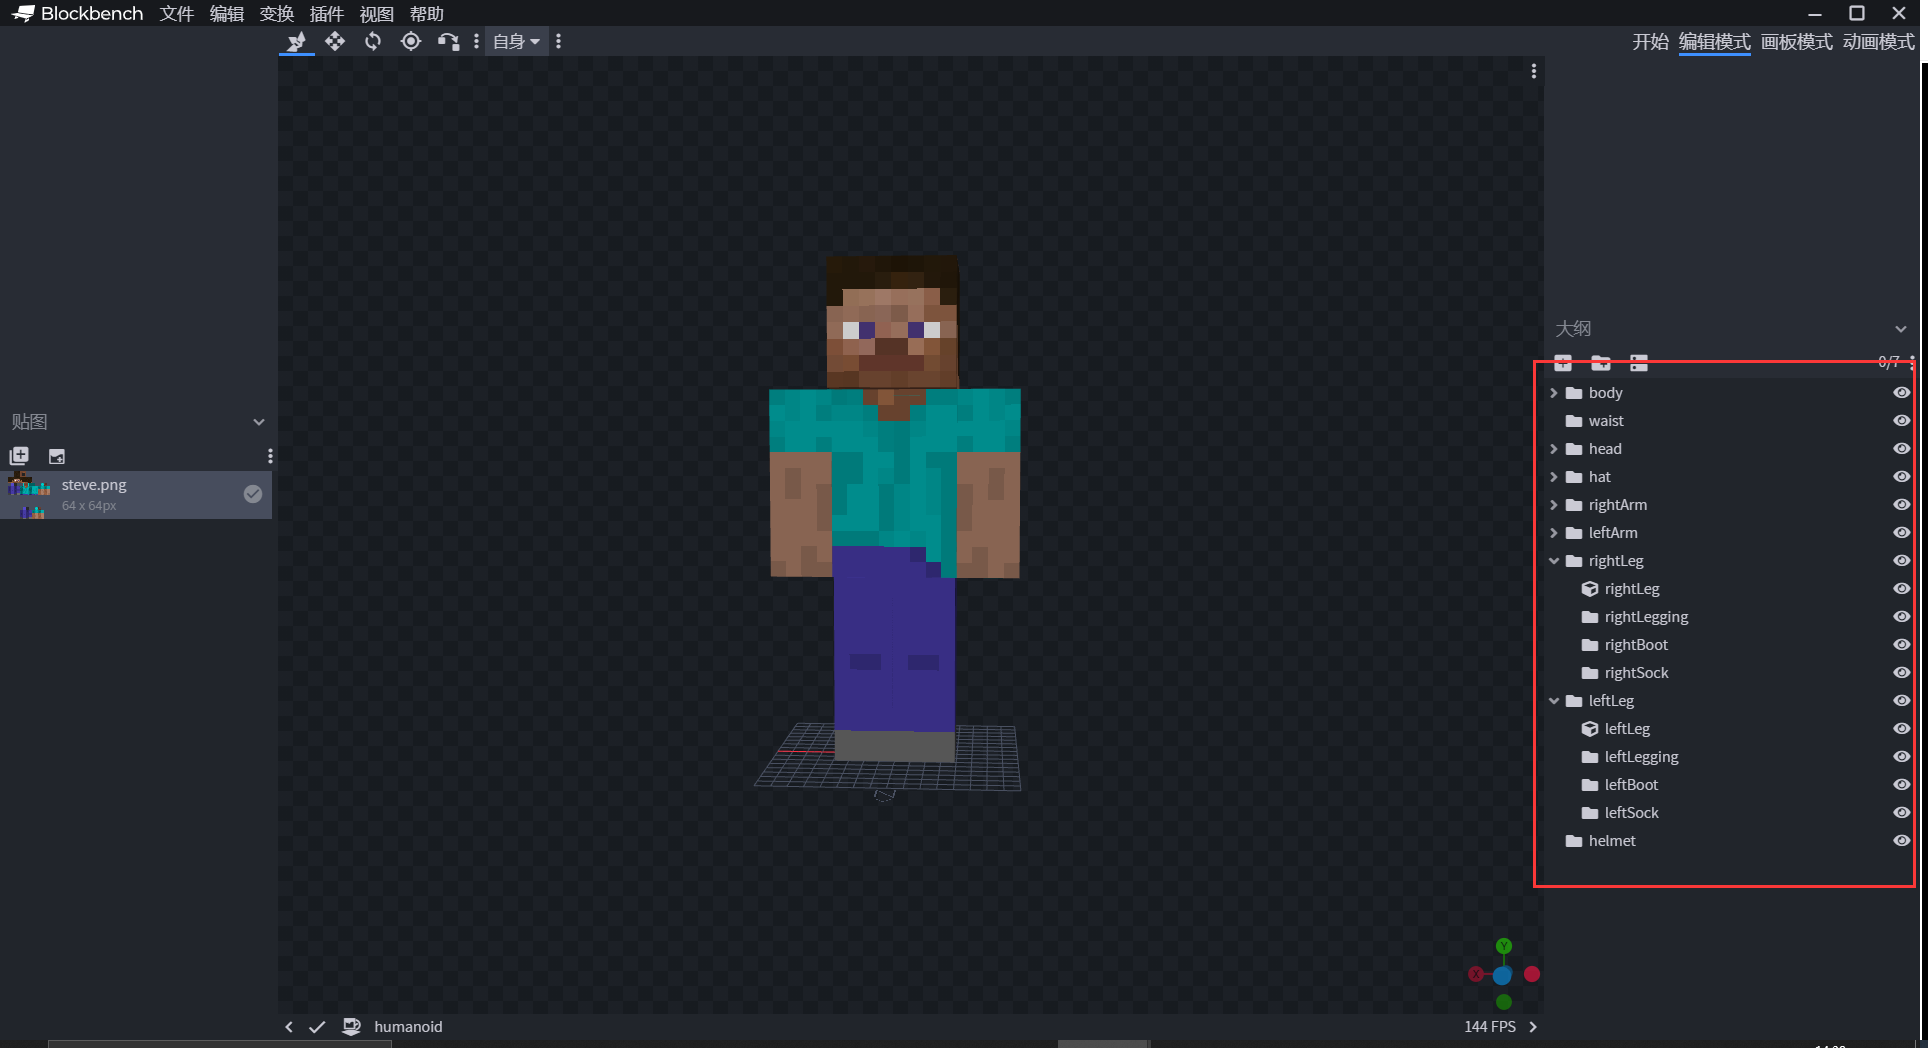 Blockbench 文件 编辑 变换 插件 视图 帮助
自身
开始 编辑模式 画板模式 动画模式
大纲
0/7
body
waist
head
hat
rightArm
leftArm
rightLeg
rightLeg
rightLegging
rightBoot
rightSock
leftLeg
leftLeg
leftLegging
leftBoot
leftSock
helmet
贴图
steve.png
64 x 64px
Y
X
humanoid
144 FPS